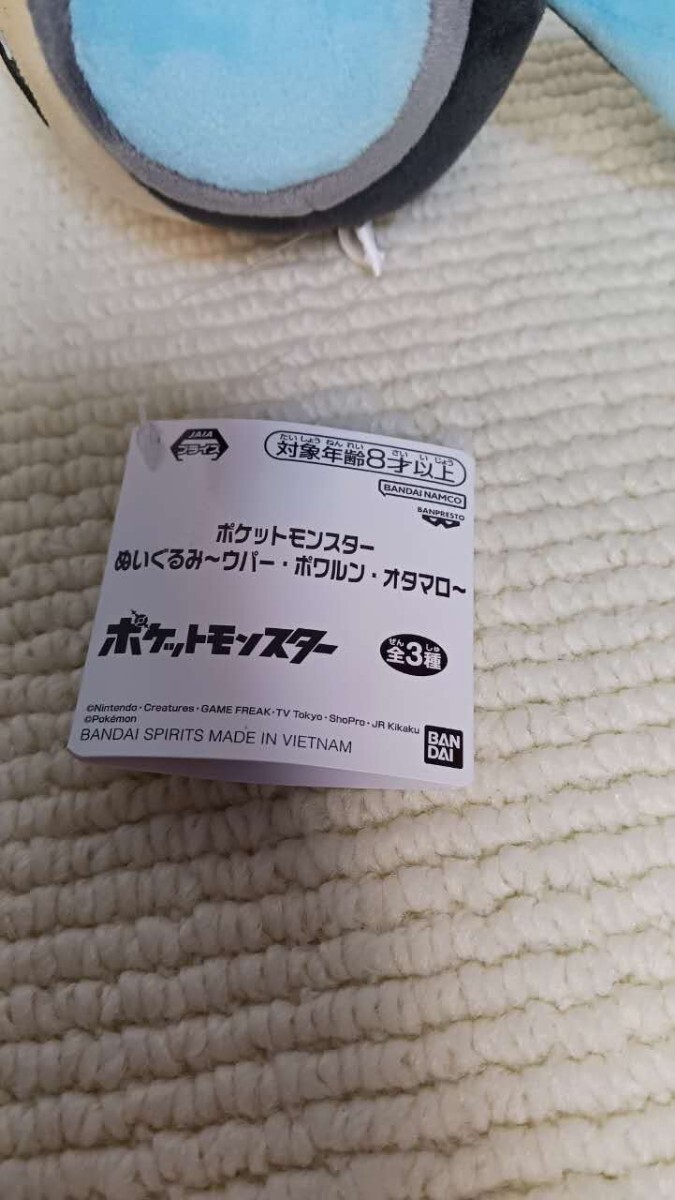 JAIA
プライズ
たいしょう ねんれい さい いじょう
対象年齢8才以上
BANDAI NAMCO
BANPRESTO
ポケットモンスター
ぬいぐるみ～ウパー・ポワルン・オタマロ～
ポケットモンスター
ぜん しゅ
全3種
©Nintendo・Creatures・GAME FREAK・TV Tokyo・ShoPro・JR Kikaku
©Pokémon
BANDAI SPIRITS MADE IN VIETNAM
BAN
DAI